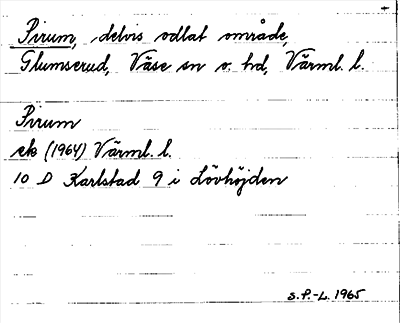 Pirum, delvis odlat område,
Glumserud, Väse sn o. hd, Värml. l.
Pirum
ek (1964) Värml. l.
10 D Karlstad 9 i Lövhöjden
S.P.-L. 1965